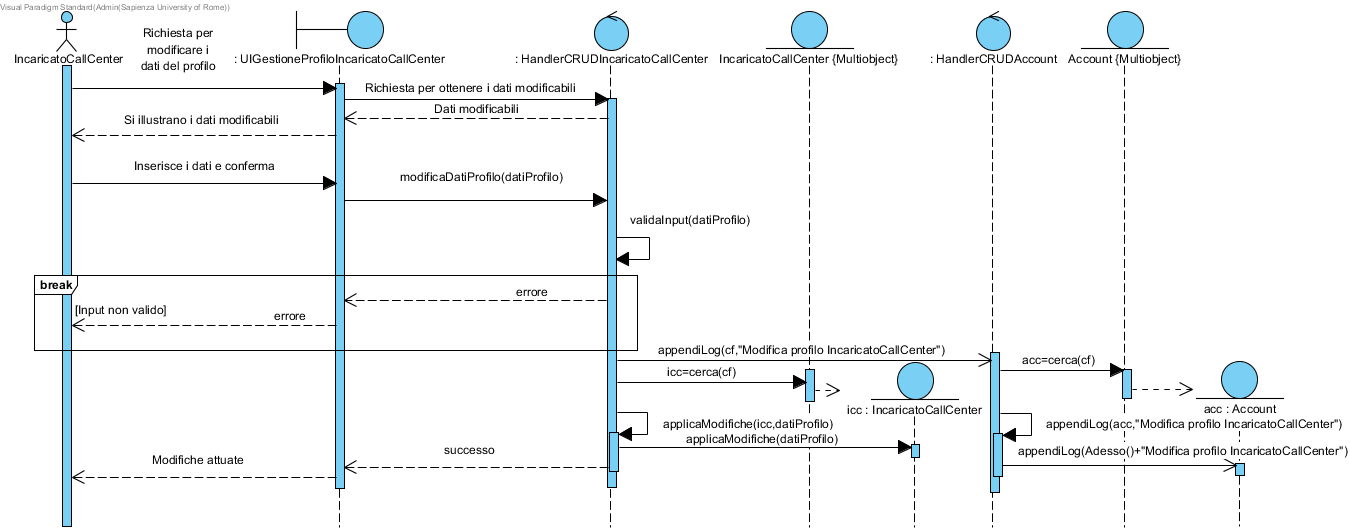 Visual Paradigm Standard(Admin(Sapienza University of Rome))
IncaricatoCallCenter
Richiesta per
modificare i
dati del profilo
: UIGestioneProfiloIncaricatoCallCenter
: HandlerCRUDIncaricatoCallCenter
IncaricatoCallCenter {Multiobject}
: HandlerCRUDAccount
Account {Multiobject}
Richiesta per ottenere i dati modificabili
Dati modificabili
Si illustrano i dati modificabili
Inserisce i dati e conferma
modificaDatiProfilo(datiProfilo)
validaInput(datiProfilo)
break
errore
[Input non valido]
errore
appendiLog(cf,"Modifica profilo IncaricatoCallCenter")
acc=cerca(cf)
icc=cerca(cf)
icc : IncaricatoCallCenter
acc : Account
applicaModifiche(icc,datiProfilo)
appendiLog(acc,"Modifica profilo IncaricatoCallCenter")
applicaModifiche(datiProfilo)
successo
appendiLog(Adesso()+"Modifica profilo IncaricatoCallCenter")
Modifiche attuate